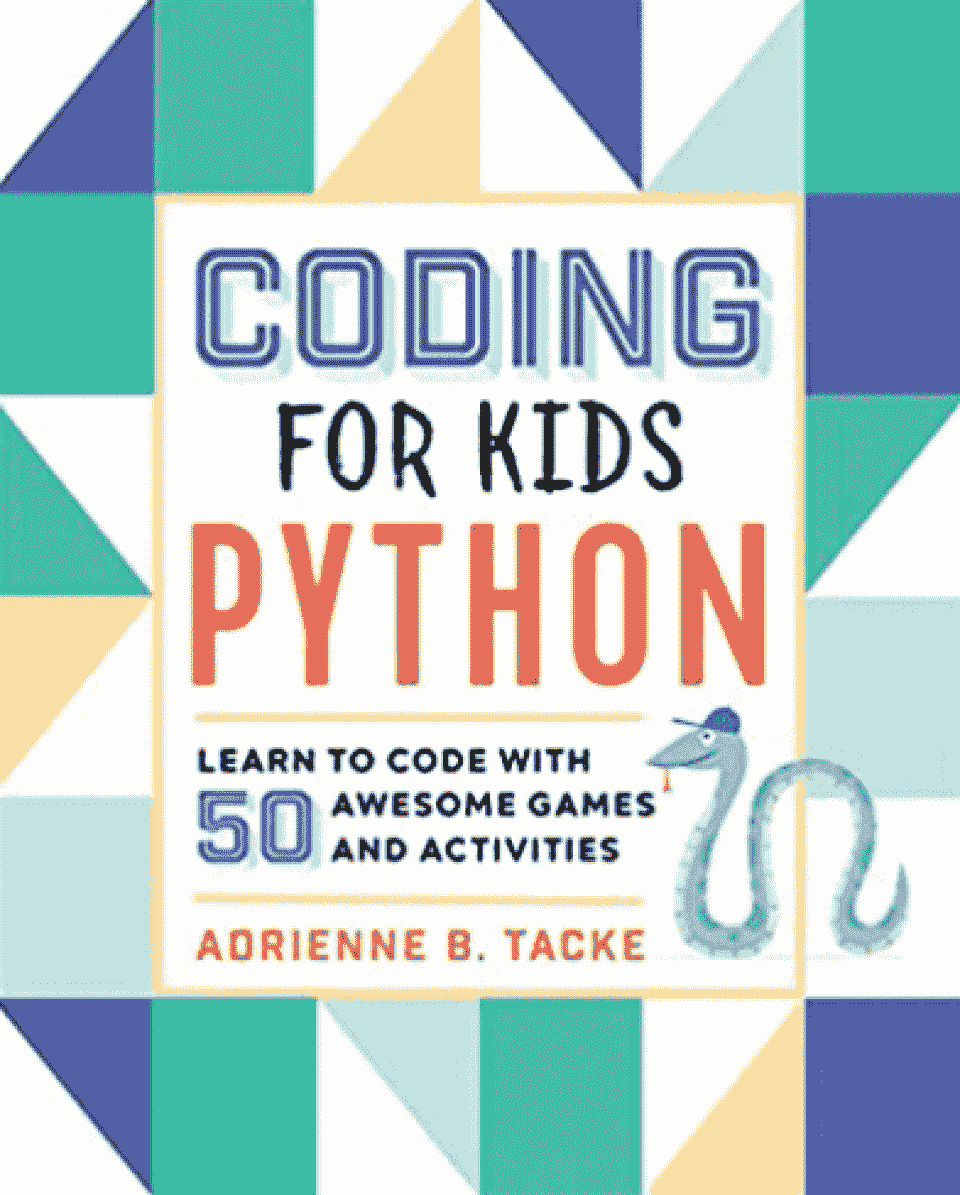 CODING
FOR KIDS
PYTHON
LEARN TO CODE WITH
50 AWESOME GAMES
AND ACTIVITIES
ADRIENNE B. TACKE